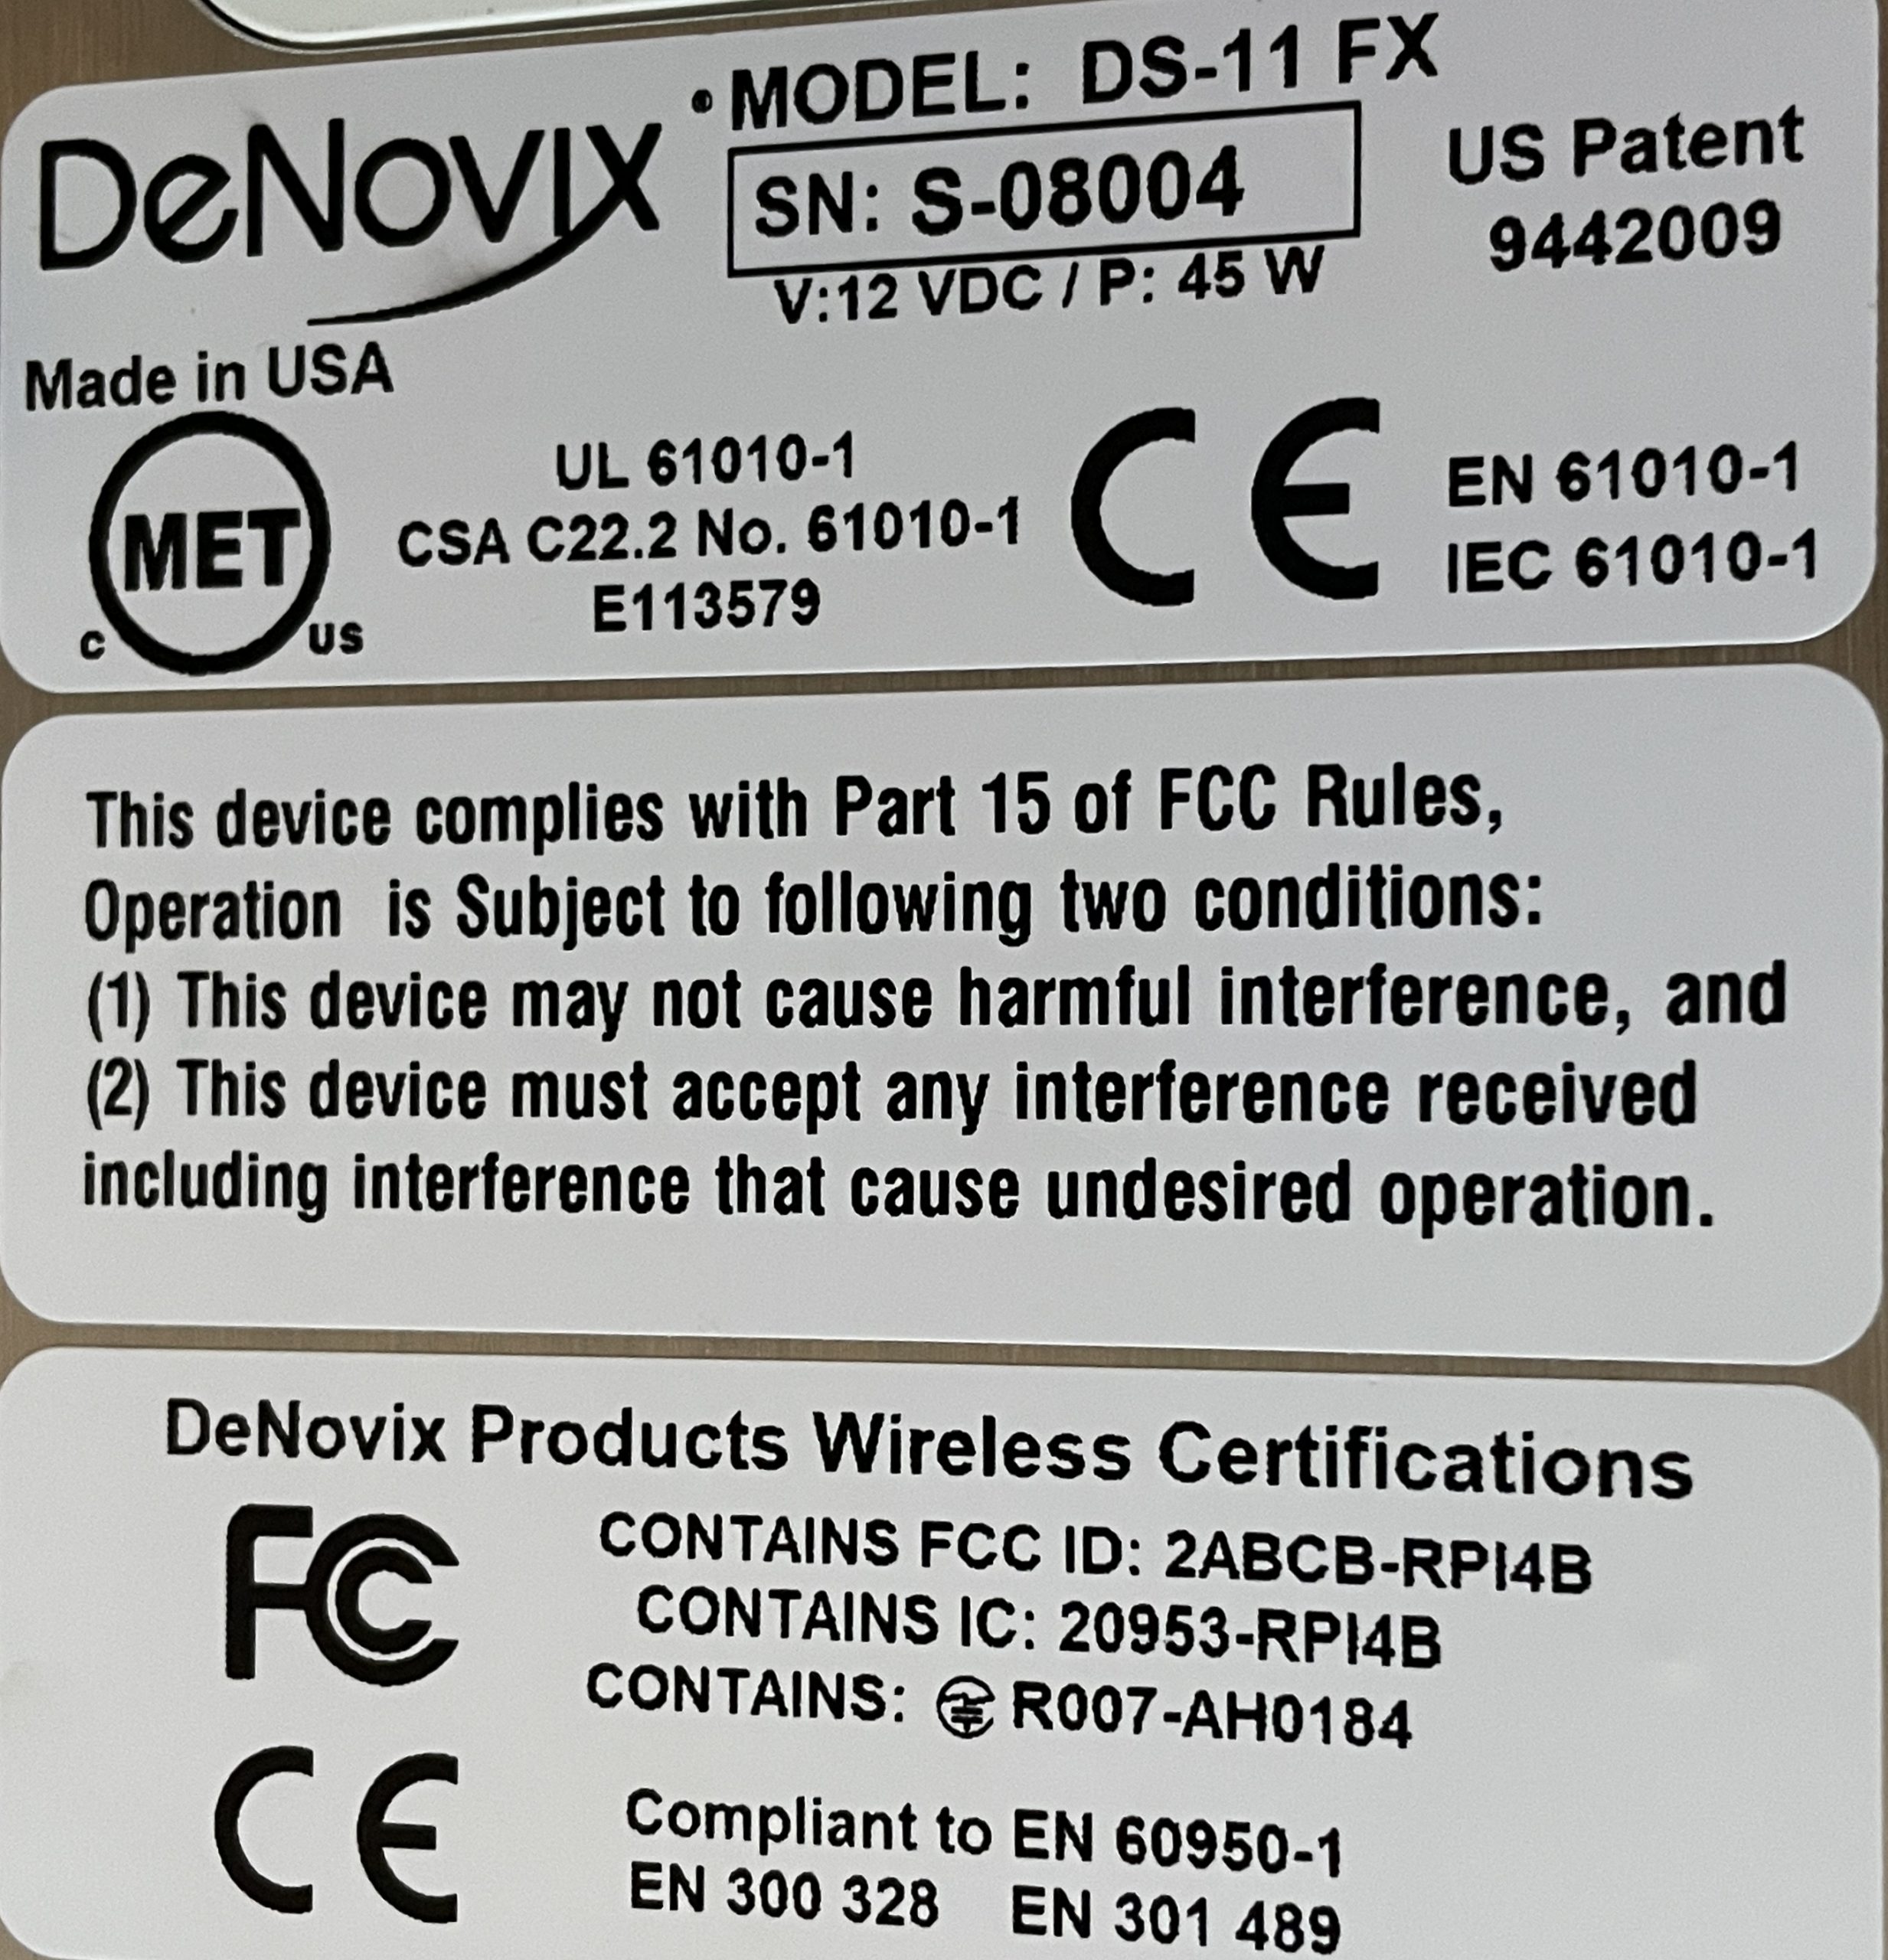 DeNovix
•MODEL: DS-11 FX
SN: S-08004
V:12 VDC / P: 45 W
US Patent
9442009
Made in USA
MET
c
US
UL 61010-1
CSA C22.2 No. 61010-1
E113579
CE
EN 61010-1
IEC 61010-1
This device complies with Part 15 of FCC Rules,
Operation is Subject to following two conditions:
(1) This device may not cause harmful interference, and
(2) This device must accept any interference received
including interference that cause undesired operation.
DeNovix Products Wireless Certifications
FCC
CONTAINS FCC ID: 2ABCB-RPI4B
CONTAINS IC: 20953-RPI4B
CONTAINS: R007-AH0184
CE
Compliant to EN 60950-1
EN 300 328 EN 301 489